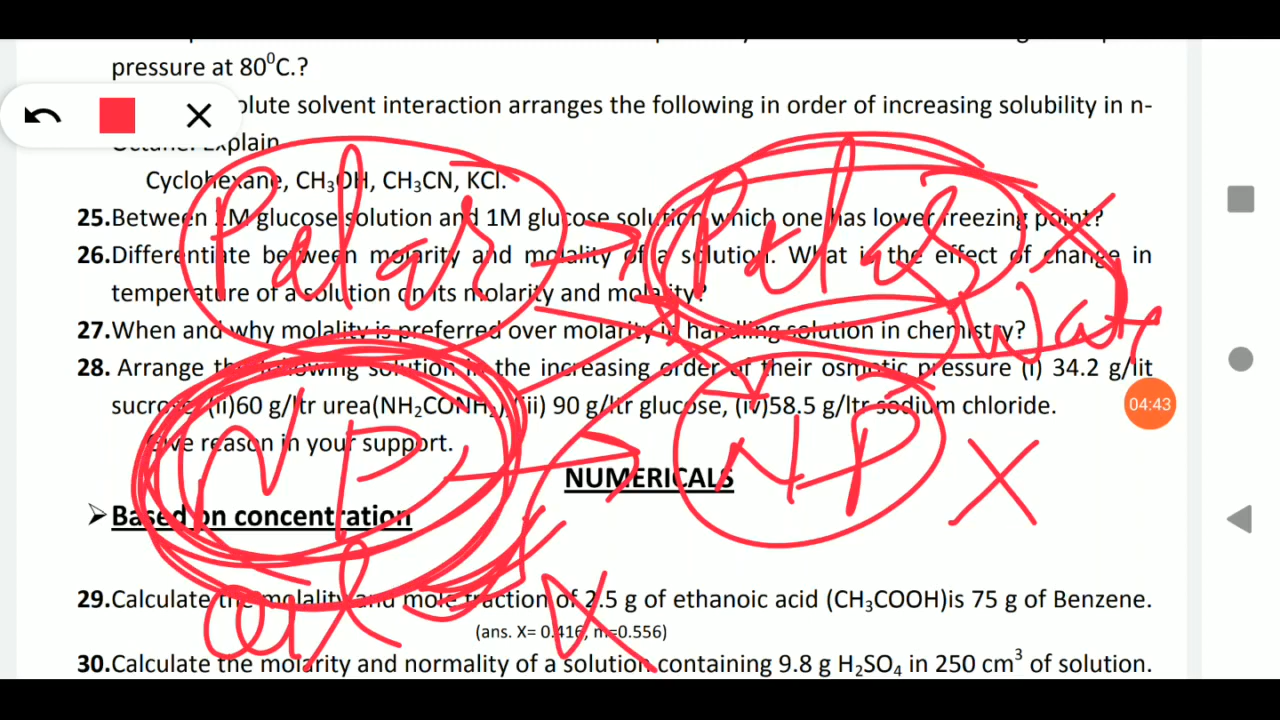 pressure at 80⁰C.?
olute solvent interaction arranges the following in order of increasing solubility in n-
Octane. Explain
Cyclohexane, CH₃OH, CH₃CN, KCl.
25.Between 1M glucose solution and 1M glucose solution which one has lower freezing point?
26.Differentiate between molarity and molality of a solution. What is the effect of change in
temperature of a solution on its molarity and molality?
27.When and why molality is preferred over molarity in handling solution in chemistry?
28. Arrange the following solution in the increasing order of their osmotic pressure (i) 34.2 g/lit
sucrose, (ii)60 g/ltr urea(NH₂CONH₂),(iii) 90 g/ltr glucose, (iv)58.5 g/ltr sodium chloride.
Give reason in your support.
NUMERICALS
➢ Based on concentration
29.Calculate the molality and mole fraction of 2.5 g of ethanoic acid (CH₃COOH)is 75 g of Benzene.
(ans. X= 0.416, m=0.556)
30.Calculate the molarity and normality of a solution containing 9.8 g H₂SO₄ in 250 cm³ of solution.
Polar
Polar
NP
NP
04:43